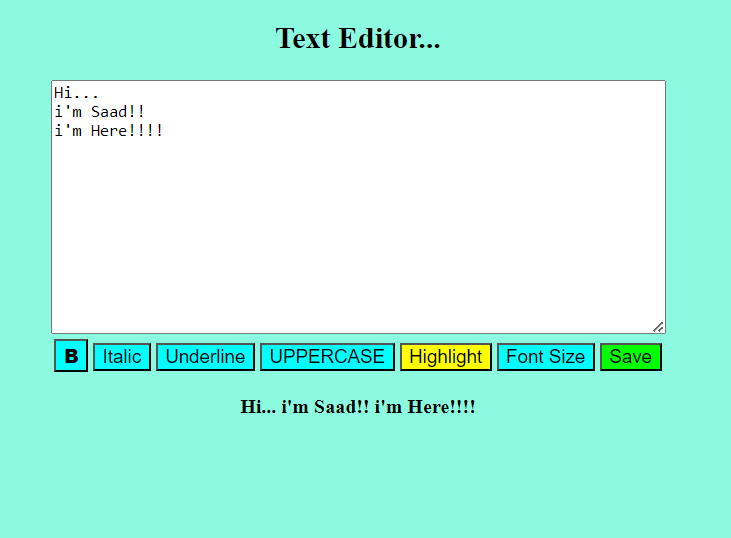 Text Editor...
Hi...
i'm Saad!!
i'm Here!!!!
B Italic Underline UPPERCASE Highlight Font Size Save
Hi... i'm Saad!! i'm Here!!!!